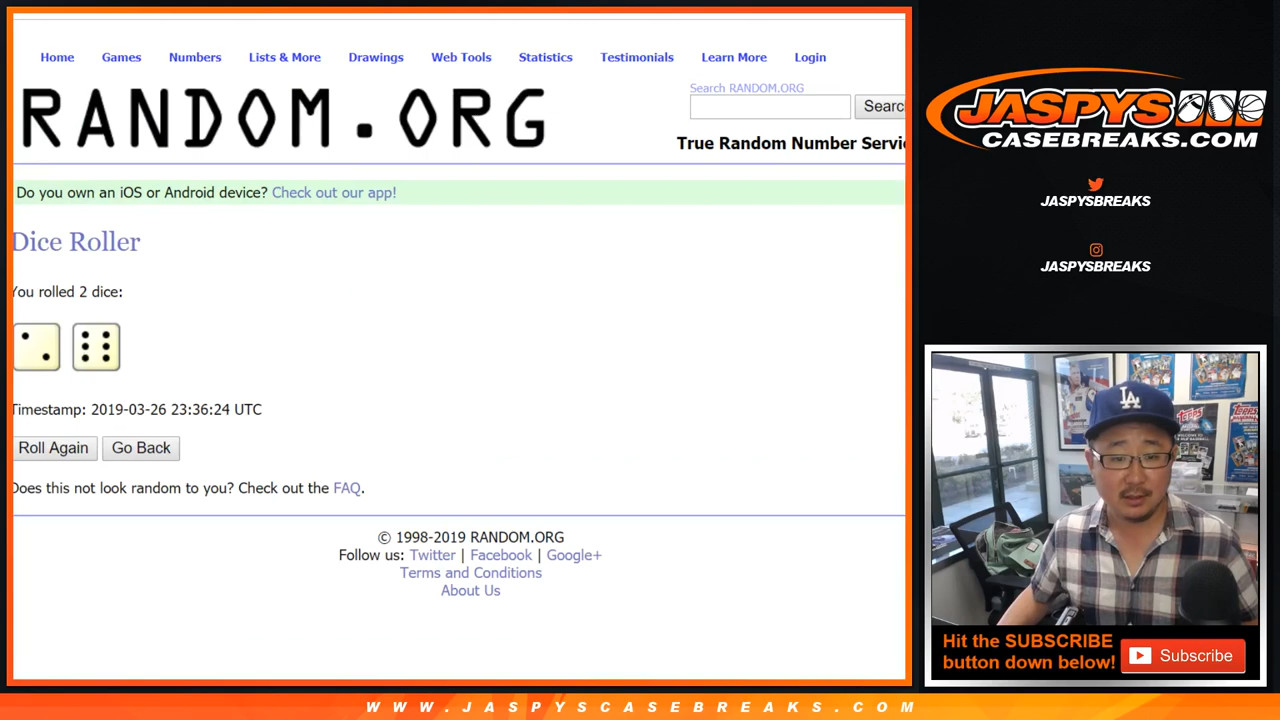 Home Games Numbers Lists & More Drawings Web Tools Statistics Testimonials Learn More Login
Search RANDOM.ORG
RANDOM.ORG
Searc
True Random Number Servi
Do you own an iOS or Android device? Check out our app!
Dice Roller
You rolled 2 dice:
Timestamp: 2019-03-26 23:36:24 UTC
Roll Again Go Back
Does this not look random to you? Check out the FAQ.
© 1998-2019 RANDOM.ORG
Follow us: Twitter | Facebook | Google+
Terms and Conditions
About Us
JASPYS
CASEBREAKS.COM
JASPYSBREAKS
JASPYSBREAKS
LA
Hit the SUBSCRIBE
button down below!
Subscribe
WWW.JASPYSCASEBREAKS.COM